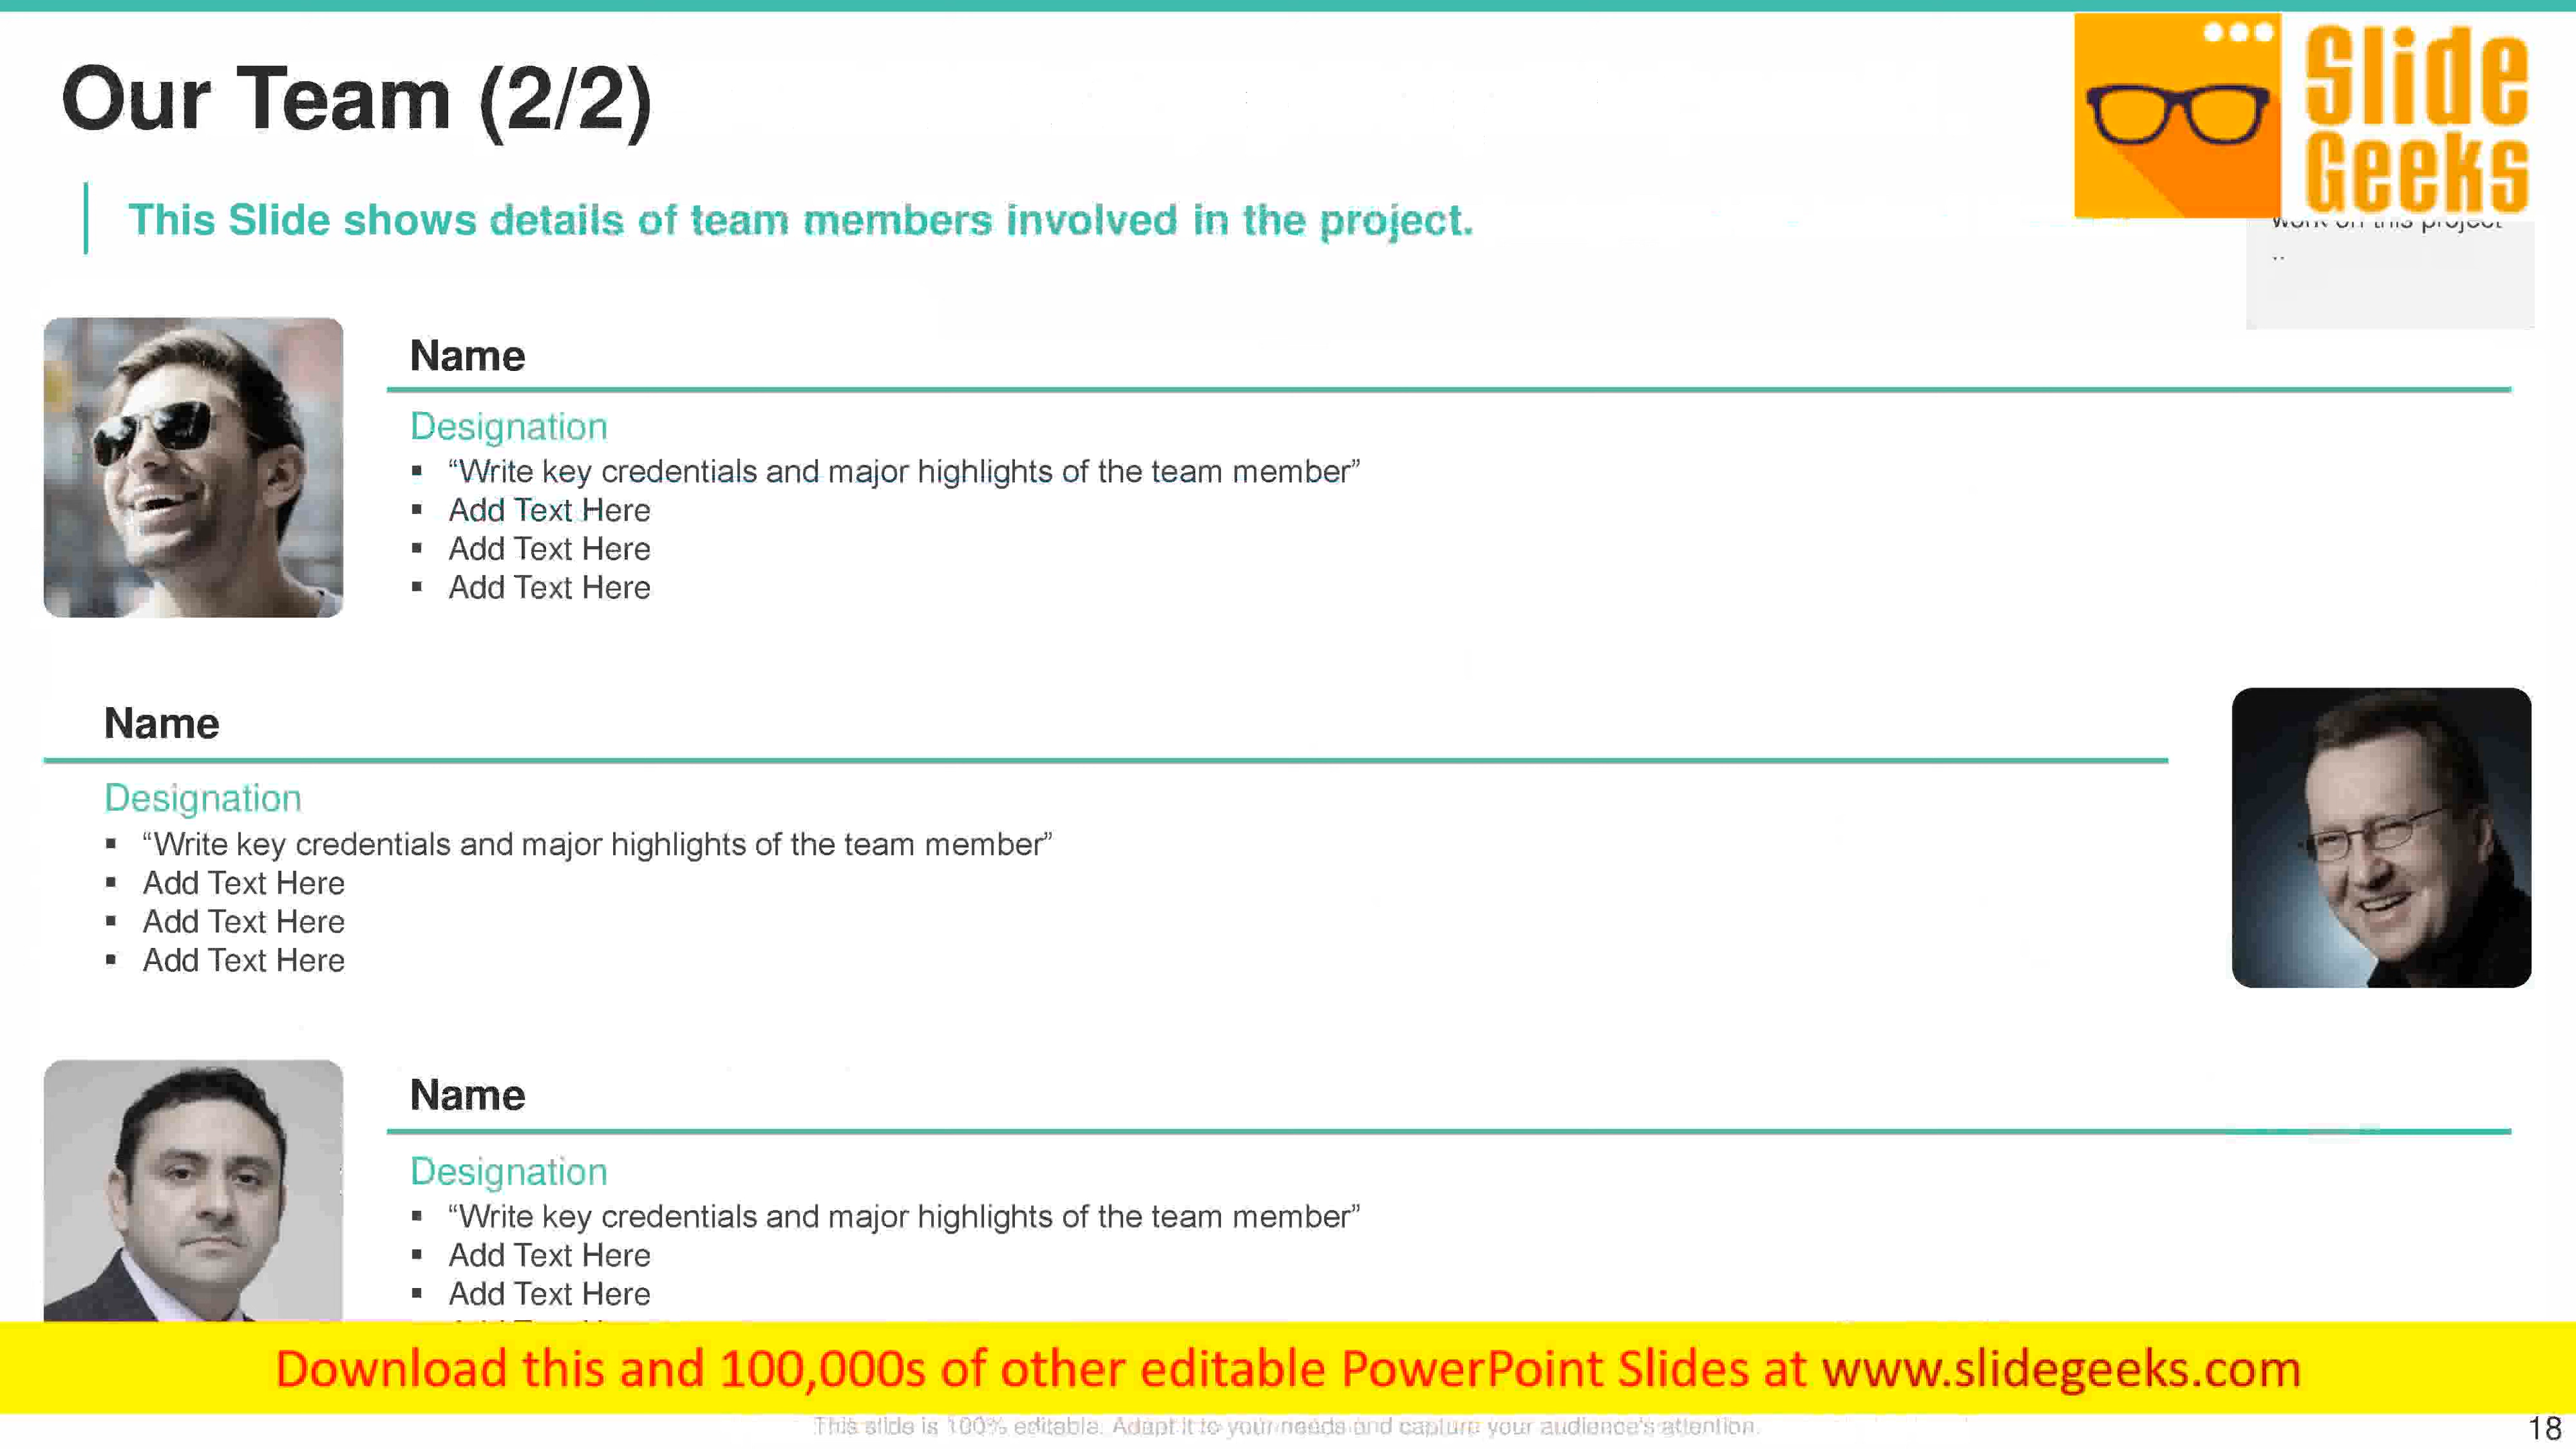 Our Team (2/2)
Slide
Geeks
This Slide shows details of team members involved in the project.
work on this project
..
Name
Designation
▪ “Write key credentials and major highlights of the team member”
▪ Add Text Here
▪ Add Text Here
▪ Add Text Here
Name
Designation
▪ “Write key credentials and major highlights of the team member”
▪ Add Text Here
▪ Add Text Here
▪ Add Text Here
Name
Designation
▪ “Write key credentials and major highlights of the team member”
▪ Add Text Here
▪ Add Text Here
Download this and 100,000s of other editable PowerPoint Slides at www.slidegeeks.com
This slide is 100% editable. Adapt it to your needs and capture your audience's attention.
18